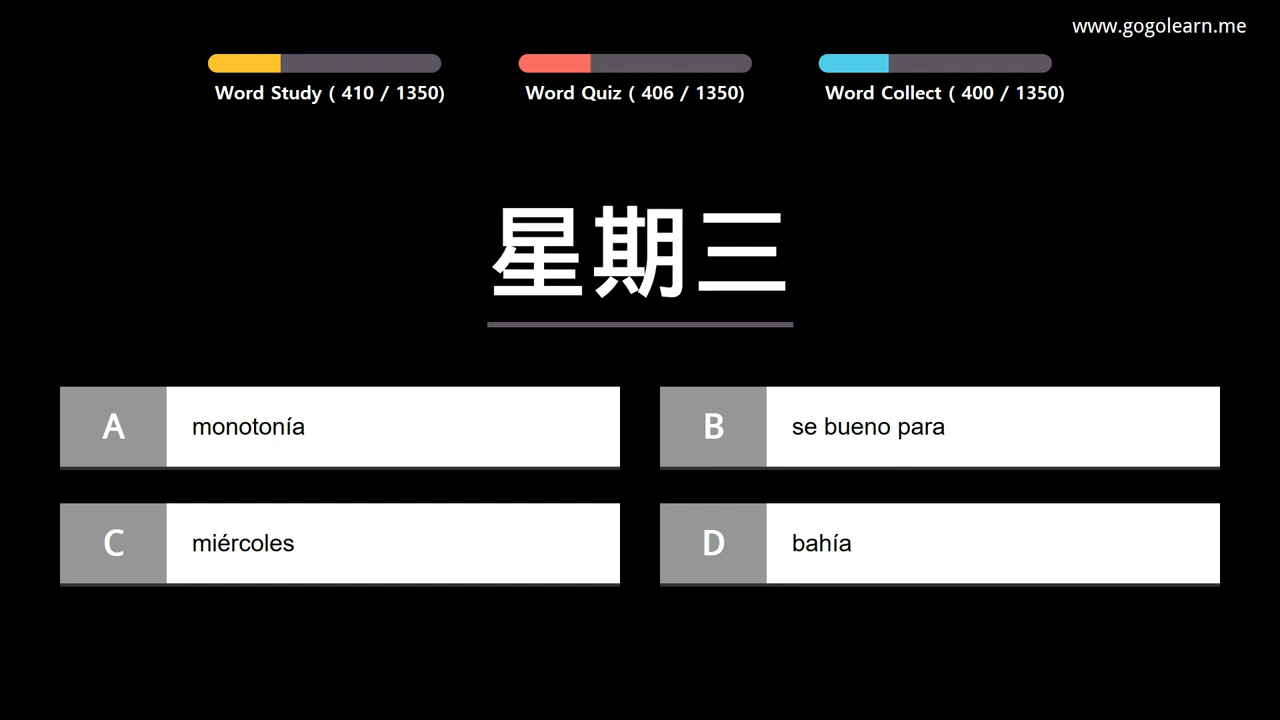 www.gogolearn.me
Word Study ( 410 / 1350)
Word Quiz ( 406 / 1350)
Word Collect ( 400 / 1350)
星期三
A monotonía
B se bueno para
C miércoles
D bahía